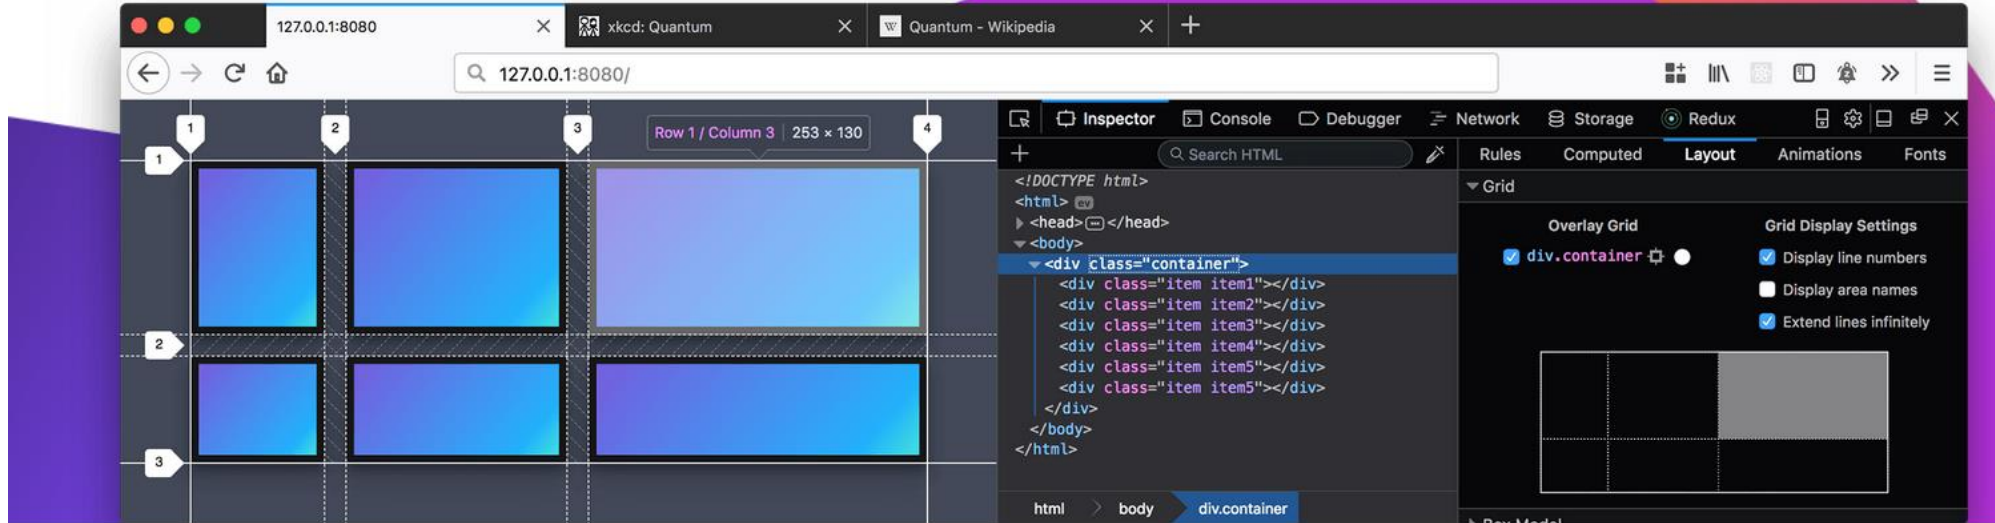 127.0.0.1:8080
xkcd: Quantum
W Quantum - Wikipedia
127.0.0.1:8080/
1 2 3 4
Row 1 / Column 3 253 × 130
1
2
3
Inspector Console Debugger Network Storage Redux
Search HTML
<!DOCTYPE html>
<html> ev
<head>⋯</head>
<body>
<div class="container">
<div class="item item1"></div>
<div class="item item2"></div>
<div class="item item3"></div>
<div class="item item4"></div>
<div class="item item5"></div>
<div class="item item5"></div>
</div>
</body>
</html>
html body div.container
Rules Computed Layout Animations Fonts
Grid
Overlay Grid
div.container
Grid Display Settings
Display line numbers
Display area names
Extend lines infinitely
Box Model